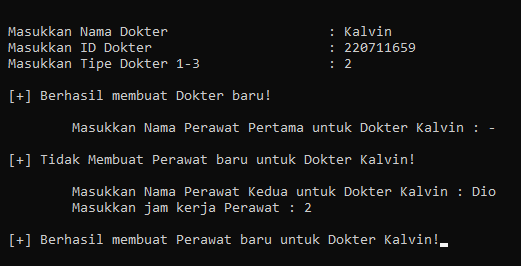 Masukkan Nama Dokter : Kalvin
Masukkan ID Dokter : 220711659
Masukkan Tipe Dokter 1-3 : 2
[+] Berhasil membuat Dokter baru!
Masukkan Nama Perawat Pertama untuk Dokter Kalvin : -
[+] Tidak Membuat Perawat baru untuk Dokter Kalvin!
Masukkan Nama Perawat Kedua untuk Dokter Kalvin : Dio
Masukkan jam kerja Perawat : 2
[+] Berhasil membuat Perawat baru untuk Dokter Kalvin!